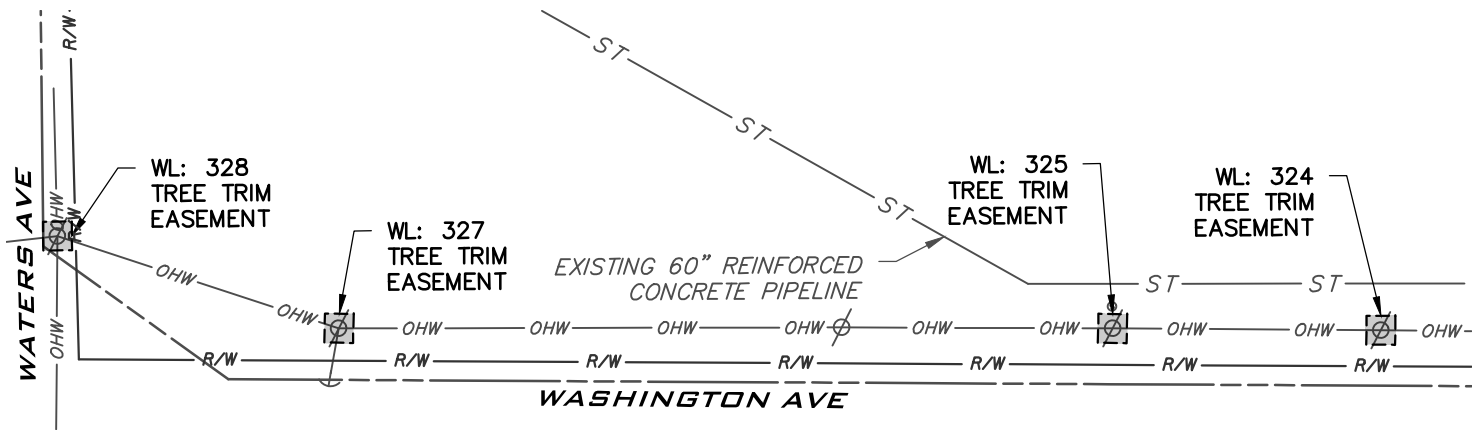 R/W
ST
ST
ST
ST
ST
WL: 328
TREE TRIM
EASEMENT
WL: 327
TREE TRIM
EASEMENT
WL: 325
TREE TRIM
EASEMENT
WL: 324
TREE TRIM
EASEMENT
EXISTING 60" REINFORCED
CONCRETE PIPELINE
WATERS AVE
OHW
R/W
OHW
OHW
OHW
OHW
OHW
OHW
OHW
OHW
OHW
OHW
OHW
OHW
R/W
R/W
R/W
R/W
R/W
R/W
R/W
WASHINGTON AVE